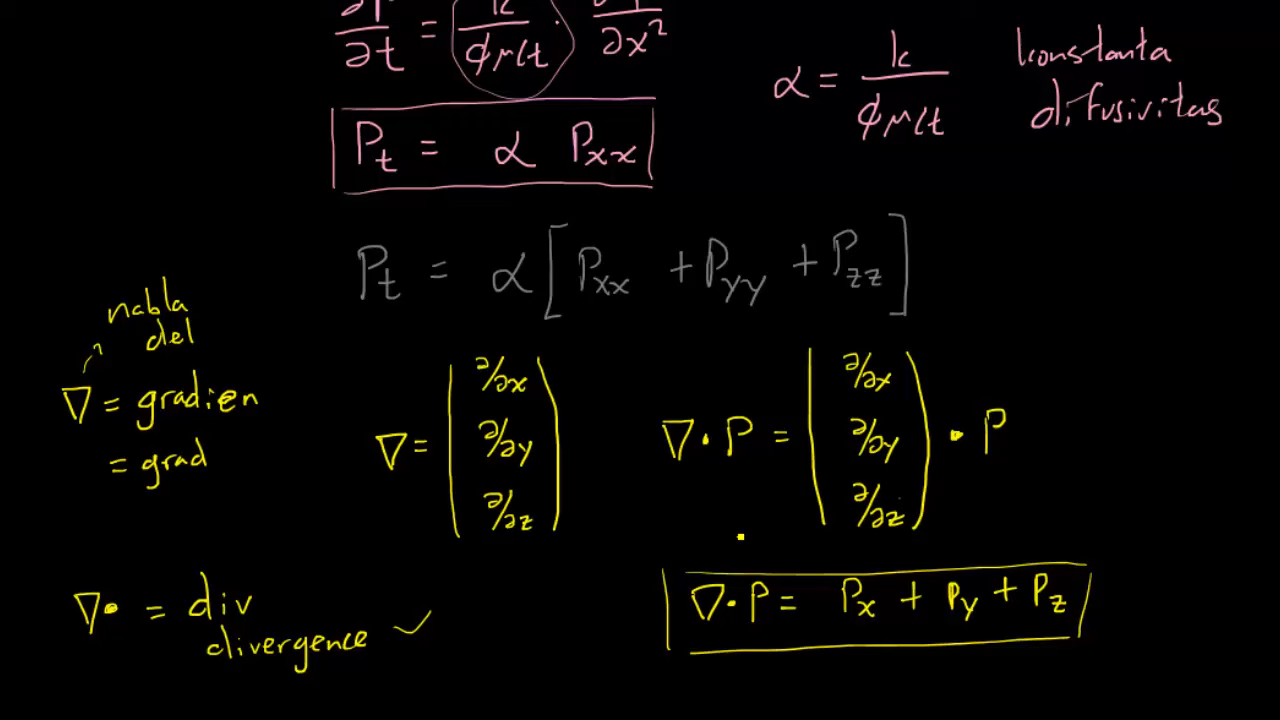 ∂P/∂t = k/ϕμCt · ∂²P/∂x²
α = k/ϕμCt konstanta difusivitas
Pt = α Pxx
Pt = α [Pxx + Pyy + Pzz]
nabla
del
∇ = gradien
= grad
∇ = (∂/∂x ∂/∂y ∂/∂z)
∇ · P = (∂/∂x ∂/∂y ∂/∂z) · P
∇· = div
divergence ✓
∇·P = Px + Py + Pz